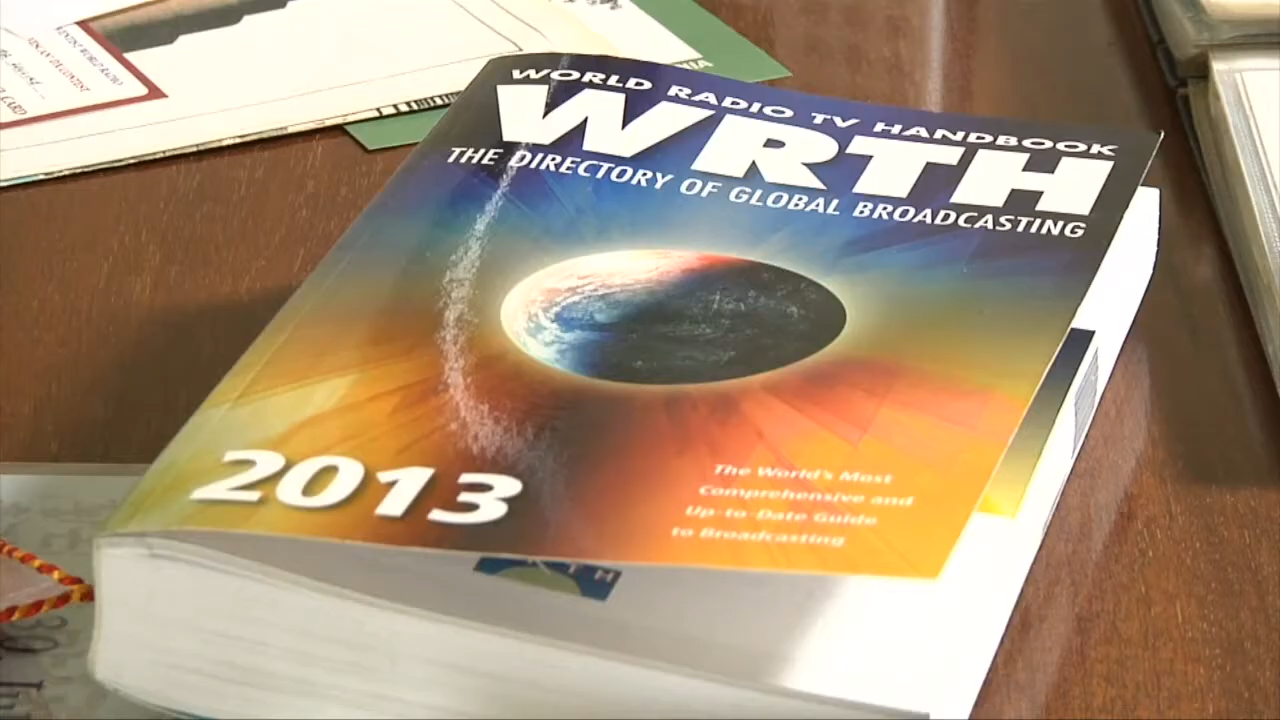 WORLD RADIO TV HANDBOOK
WRTH
THE DIRECTORY OF GLOBAL BROADCASTING
2013
The World's Most
Comprehensive and
Up-to-Date Guide
to Broadcasting